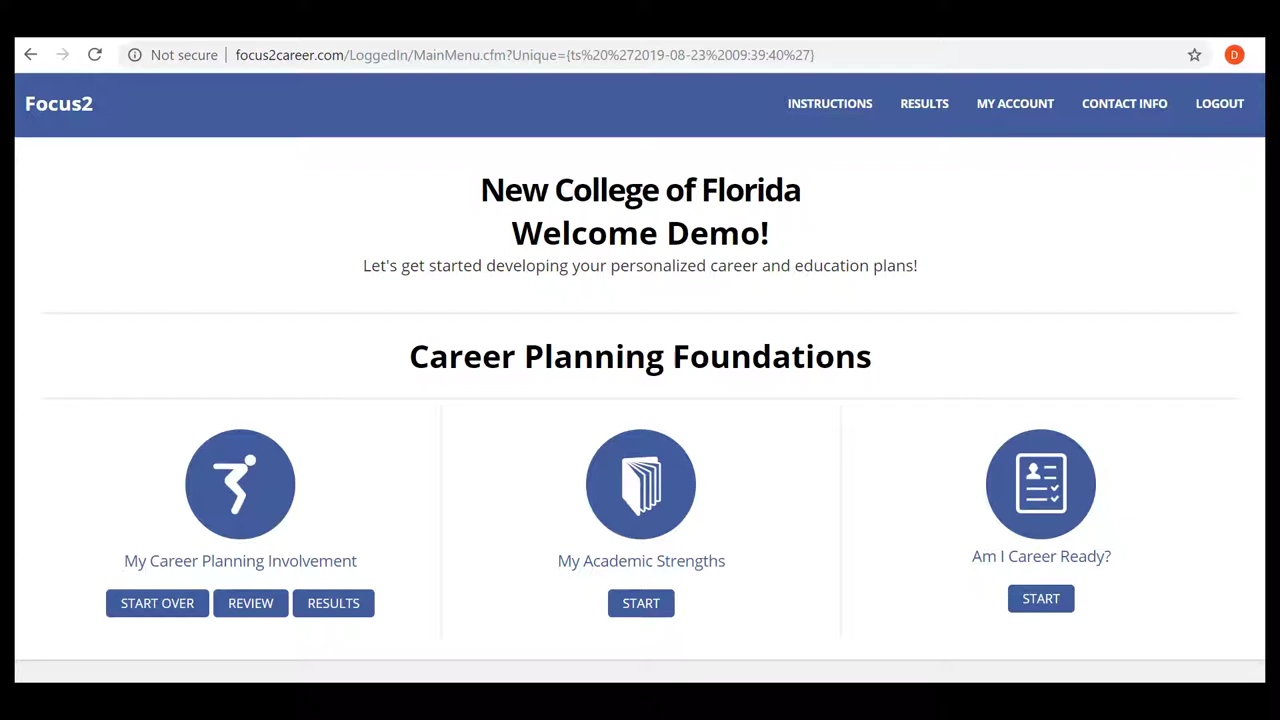 Not secure
focus2career.com/LoggedIn/MainMenu.cfm?Unique={ts%20%272019-08-23%2009:39:40%27}
D
Focus2
INSTRUCTIONS
RESULTS
MY ACCOUNT
CONTACT INFO
LOGOUT
New College of Florida
Welcome Demo!
Let's get started developing your personalized career and education plans!
Career Planning Foundations
My Career Planning Involvement
START OVER
REVIEW
RESULTS
My Academic Strengths
START
Am I Career Ready?
START